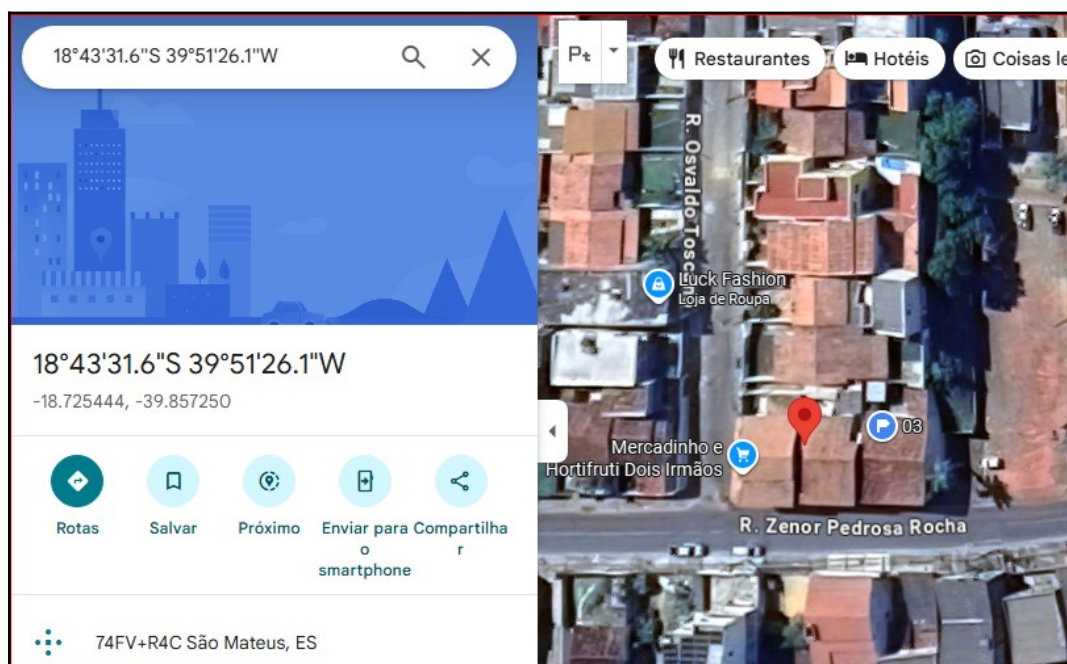 18°43'31.6"S 39°51'26.1"W
18°43'31.6"S 39°51'26.1"W
-18.725444, -39.857250
Rotas
Salvar
Próximo
Enviar para
o
smartphone
Compartilha
r
74FV+R4C São Mateus, ES
Restaurantes
Hotéis
Coisas le
R. Osvaldo Toscani
Luck Fashion
Loja de Roupa
03
Mercadinho e
Hortifruti Dois Irmãos
R. Zenor Pedrosa Rocha